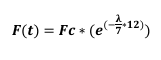 F(t) = Fc * (e^(-λ/7 * 12))